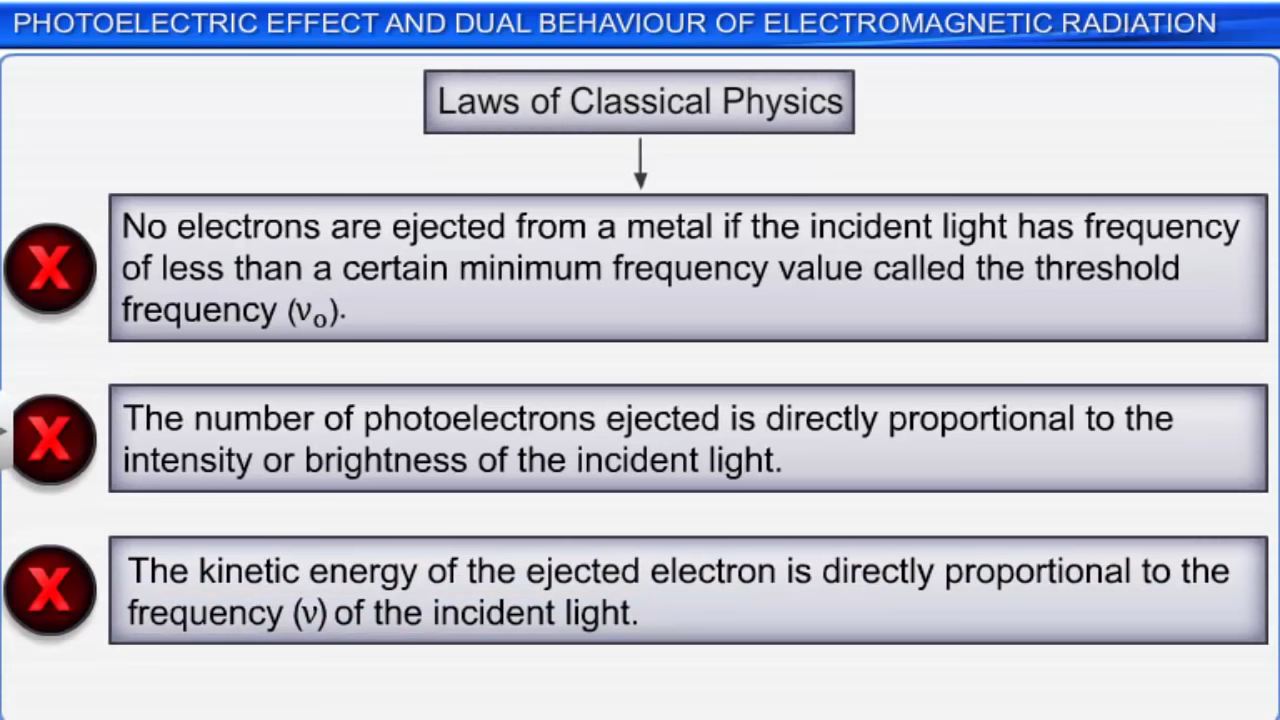 PHOTOELECTRIC EFFECT AND DUAL BEHAVIOUR OF ELECTROMAGNETIC RADIATION
Laws of Classical Physics
X
No electrons are ejected from a metal if the incident light has frequency
of less than a certain minimum frequency value called the threshold
frequency (νₒ).
X
The number of photoelectrons ejected is directly proportional to the
intensity or brightness of the incident light.
X
The kinetic energy of the ejected electron is directly proportional to the
frequency (ν) of the incident light.